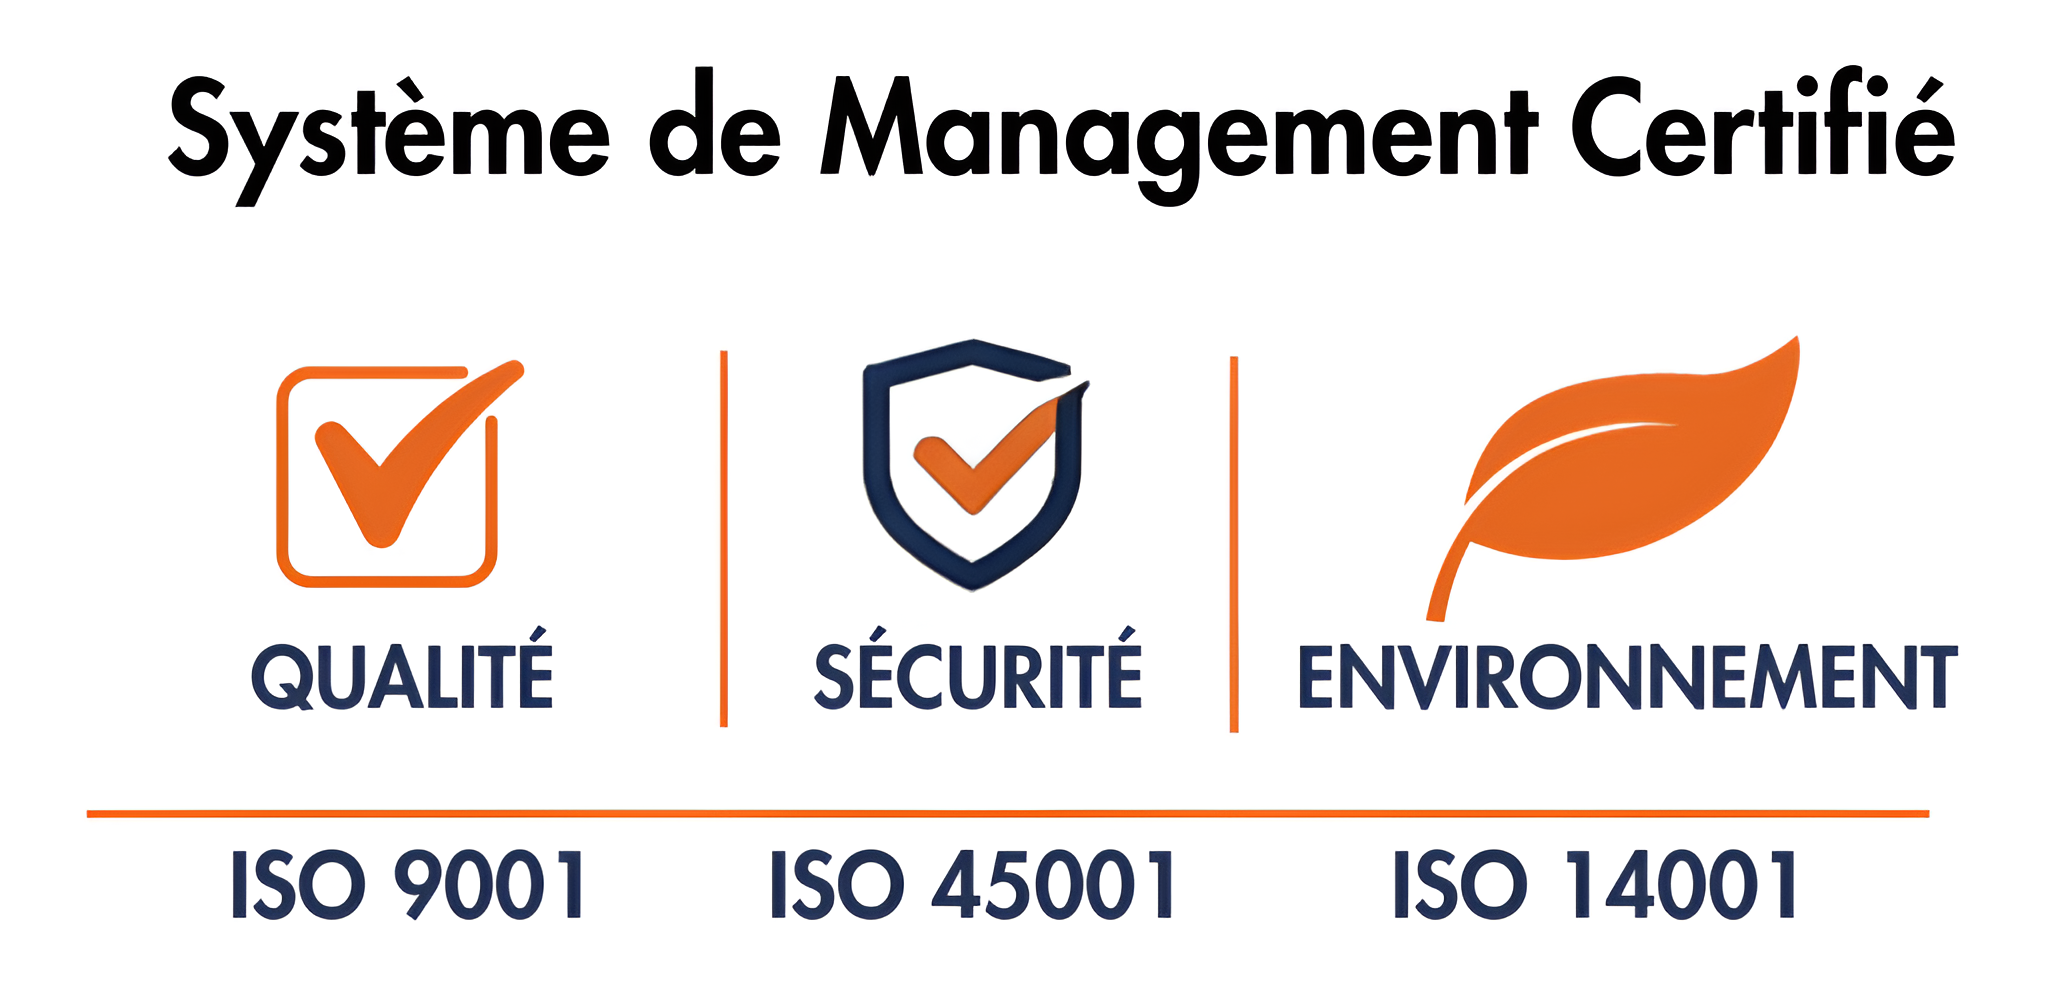 Système de Management Certifié
QUALITÉ
SÉCURITÉ
ENVIRONNEMENT
ISO 9001
ISO 45001
ISO 14001